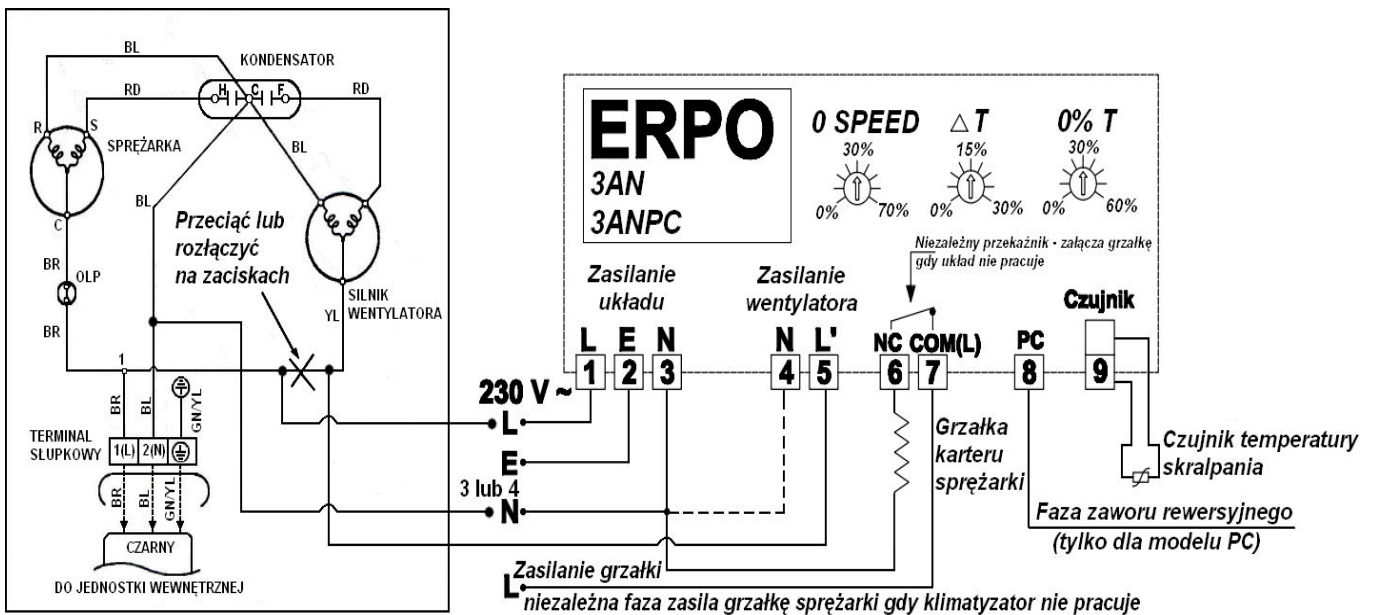 BL
KONDENSATOR
RD
H
C
F
RD
R
S
SPRĘŻARKA
BL
BL
C
Przeciąć lub
rozłączyć
na zaciskach
BR
OLP
SILNIK
WENTYLATORA
YL
BR
1
BR
BL
GN/YL
TERMINAL
SŁUPKOWY
1(L)
2(N)
BR
BL
GN/YL
CZARNY
DO JEDNOSTKI WEWNĘTRZNEJ
ERPO
3AN
3ANPC
0 SPEED
30%
0%
70%
△T
15%
0%
30%
0% T
30%
0%
60%
Niezależny przekaźnik - załącza grzałkę
gdy układ nie pracuje
Zasilanie
układu
Zasilanie
wentylatora
Czujnik
L E N
N L'
NC COM(L)
PC
1 2 3
4 5
6 7
8
9
230 V ~
L
E
3 lub 4
N
Grzałka
karteru
sprężarki
Czujnik temperatury
skralpania
Faza zaworu rewersyjnego
(tylko dla modelu PC)
Zasilanie grzałki
L
niezależna faza zasila grzałkę sprężarki gdy klimatyzator nie pracuje